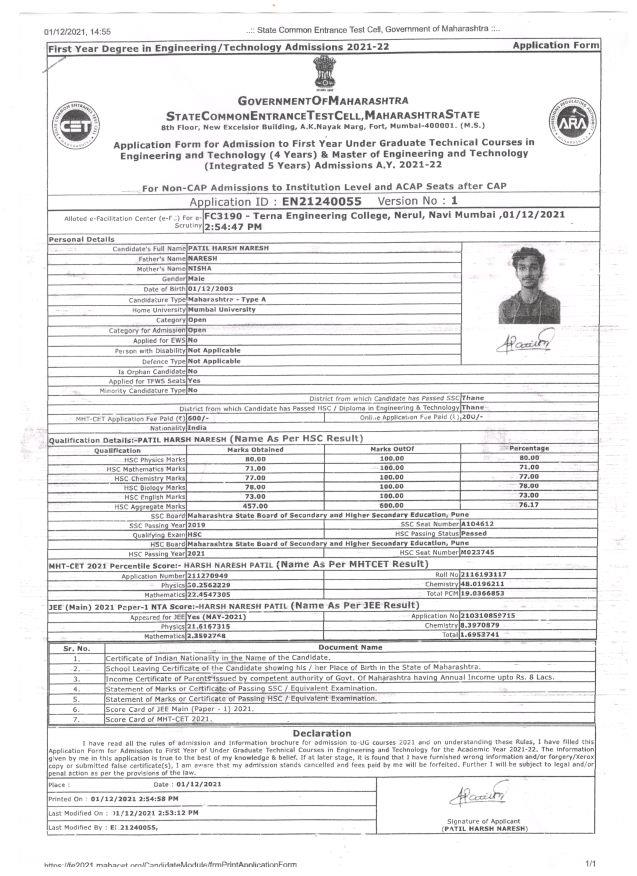 01/12/2021, 14:55 ..:: State Common Entrance Test Cell, Government of Maharashtra ::..
First Year Degree in Engineering/Technology Admissions 2021-22 Application Form
GOVERNMENTOFMAHARASHTRA
STATECOMMONENTRANCETESTCELL,MAHARASHTRASTATE
8th Floor, New Excelsior Building, A.K.Nayak Marg, Fort, Mumbai-400001. (M.S.)
CET
ARA
Application Form for Admission to First Year Under Graduate Technical Courses in
Engineering and Technology (4 Years) & Master of Engineering and Technology
(Integrated 5 Years) Admissions A.Y. 2021-22
For Non-CAP Admissions to Institution Level and ACAP Seats after CAP
Application ID : EN21240055 Version No : 1
Alloted e-Facilitation Center For e-Scrutiny FC3190 - Terna Engineering College, Nerul, Navi Mumbai ,01/12/2021
2:54:47 PM
Personal Details
Candidate's Full Name PATIL HARSH NARESH
Father's Name NARESH
Mother's Name NISHA
Gender Male
Date of Birth 01/12/2003
Candidature Type Maharashtra - Type A
Home University Mumbai University
Category Open
Category for Admission Open
Applied for EWS No
Person with Disability Not Applicable
Defence Type Not Applicable
Is Orphan Candidate No
Applied for TFWS Seats Yes
Minority Candidature Type No
District from which Candidate has Passed SSC Thane
District from which Candidate has Passed HSC / Diploma in Engineering & Technology Thane
MHT-CET Application Fee Paid (₹) 600/- Online Application Fee Paid (₹) 200/-
Nationality India
Qualification Details:-PATIL HARSH NARESH (Name As Per HSC Result)
Qualification Marks Obtained Marks OutOf Percentage
HSC Physics Marks 80.00 100.00 80.00
HSC Mathematics Marks 71.00 100.00 71.00
HSC Chemistry Marks 77.00 100.00 77.00
HSC Biology Marks 78.00 100.00 78.00
HSC English Marks 73.00 100.00 73.00
HSC Aggregate Marks 457.00 600.00 76.17
SSC Board Maharashtra State Board of Secondary and Higher Secondary Education, Pune
SSC Passing Year 2019 SSC Seat Number A104612
Qualifying Exam HSC HSC Passing Status Passed
HSC Board Maharashtra State Board of Secondary and Higher Secondary Education, Pune
HSC Passing Year 2021 HSC Seat Number M023745
MHT-CET 2021 Percentile Score:- HARSH NARESH PATIL (Name As Per MHTCET Result)
Application Number 211270949 Roll No 2116193117
Physics Chemistry 48.0196211
Mathematics 22.4547305 Total PCM 19.0366853
JEE (Main) 2021 Paper-1 NTA Score:-HARSH NARESH PATIL (Name As Per JEE Result)
Appeared for JEE Yes (MAY-2021) Application No 210310859715
Physics 21.6167315 Chemistry 8.3970879
Mathematics Total 1.6953741
Sr. No. Document Name
1. Certificate of Indian Nationality in the Name of the Candidate.
2. School Leaving Certificate of the Candidate showing his / her Place of Birth in the State of Maharashtra.
3. Income Certificate of Parents issued by competent authority of Govt. Of Maharashtra having Annual Income upto Rs. 8 Lacs.
4. Statement of Marks or Certificate of Passing SSC / Equivalent Examination.
5. Statement of Marks or Certificate of Passing HSC / Equivalent Examination.
6. Score Card of JEE Main (Paper - 1) 2021.
7. Score Card of MHT-CET 2021.
Declaration
I have read all the rules of admission and information brochure for admission to-UG courses 2021 and on understanding these Rules, I have filled this
Application Form for Admission to First Year of Under Graduate Technical Courses in Engineering and Technology for the Academic Year 2021-22. The information
given by me in this application is true to the best of my knowledge & belief. If at later stage, it is found that I have furnished wrong information and/or forgery/Xerox
copy or submitted false certificate(s), I am aware that my admission stands cancelled and fees paid by me will be forfeited. Further I will be subject to legal and/or
penal action as per the provisions of the law.
Place : Date : 01/12/2021
Printed On : 01/12/2021 2:54:58 PM
Last Modified On : 01/12/2021 2:53:12 PM
Last Modified By : EN21240055,
Signature of Applicant
(PATIL HARSH NARESH)
https://fe2021.mahacet.org/CandidateModule/frmPrintApplicationForm 1/1